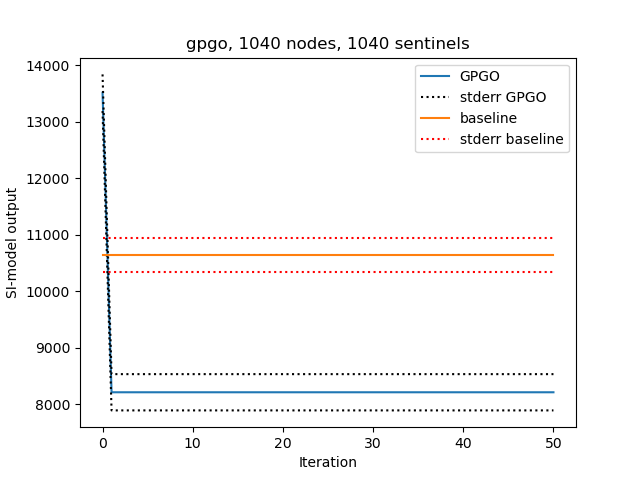 gpgo, 1040 nodes, 1040 sentinels
14000
13000
12000
11000
10000
9000
8000
SI-model output
GPGO
stderr GPGO
baseline
stderr baseline
0 10 20 30 40 50
Iteration